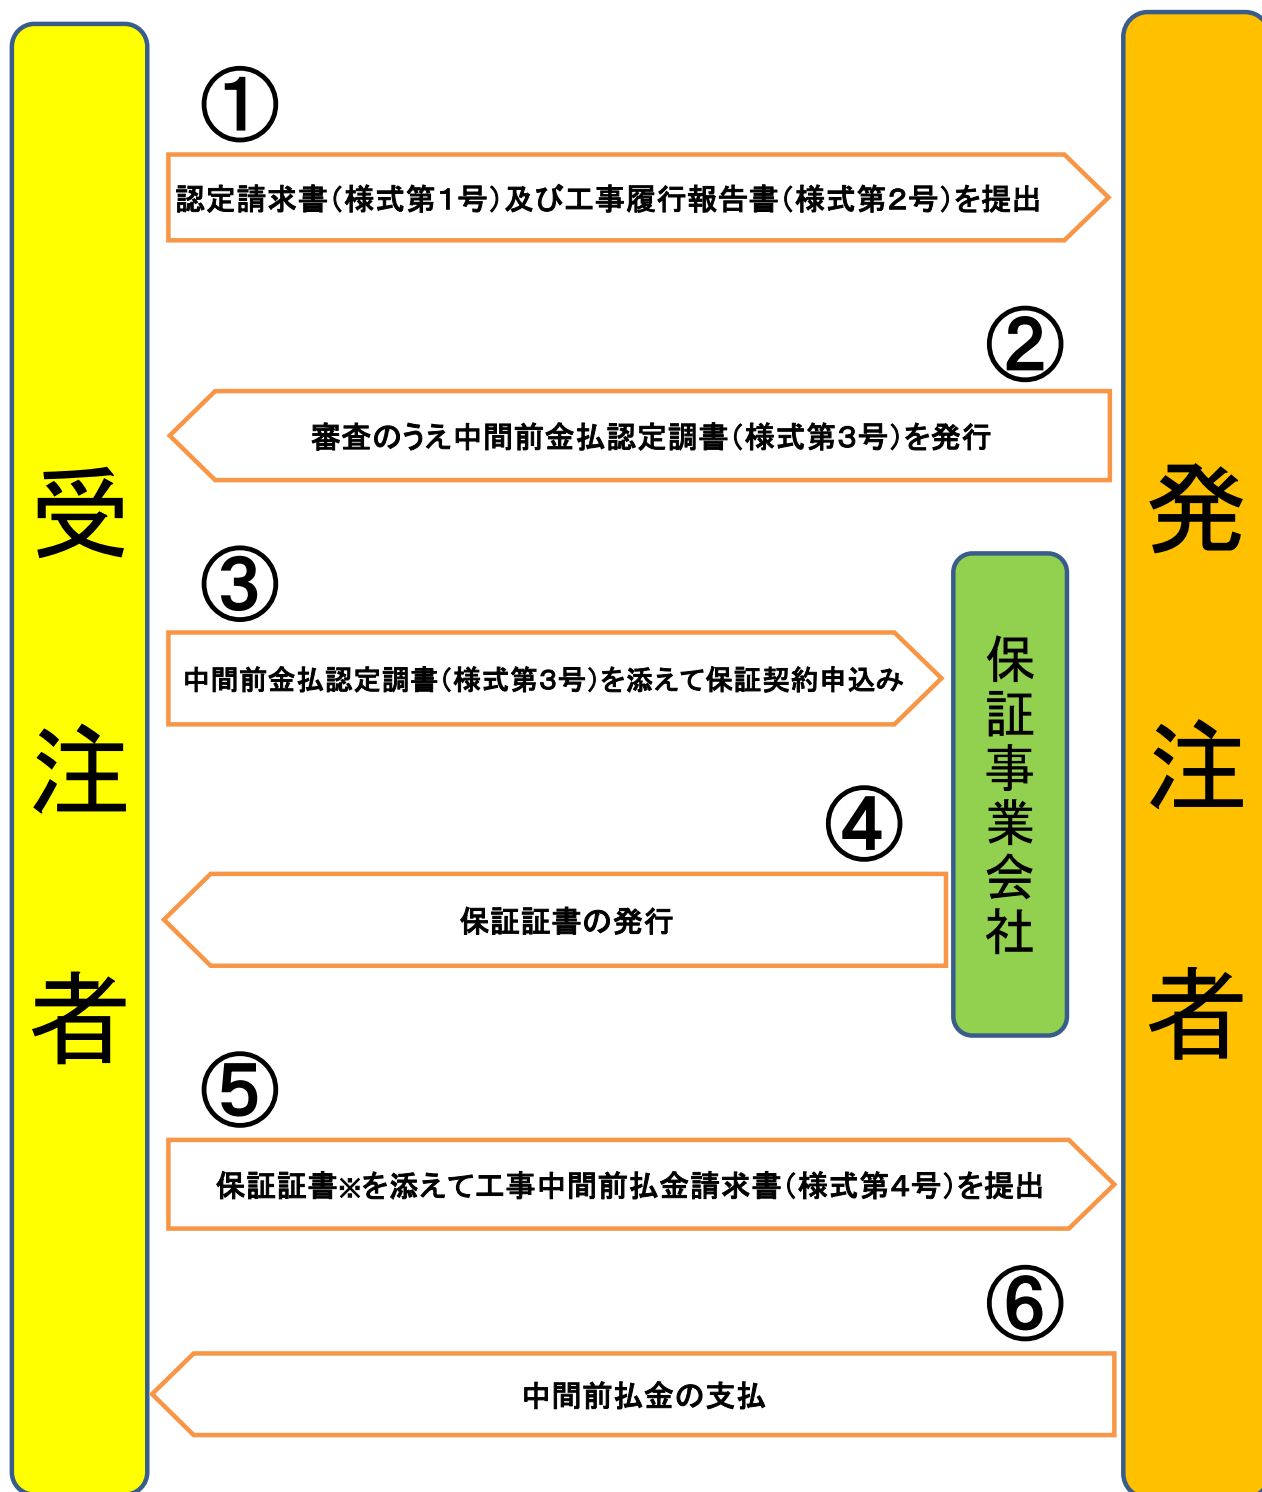 受注者
発注者
①
認定請求書(様式第1号)及び工事履行報告書(様式第2号)を提出
②
審査のうえ中間前金払認定調書(様式第3号)を発行
③
中間前金払認定調書(様式第3号)を添えて保証契約申込み
保証事業会社
④
保証証書の発行
⑤
保証証書※を添えて工事中間前払金請求書(様式第4号)を提出
⑥
中間前払金の支払